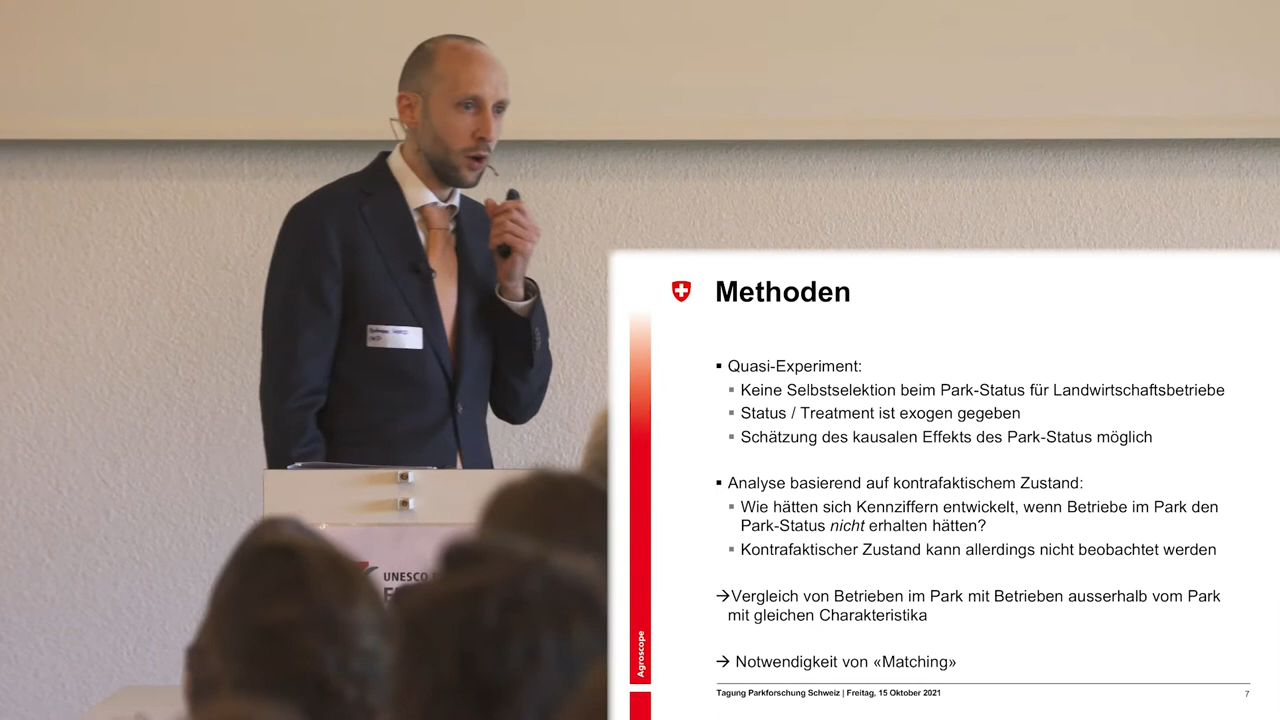 Methoden
▪ Quasi-Experiment:
▪ Keine Selbstselektion beim Park-Status für Landwirtschaftsbetriebe
▪ Status / Treatment ist exogen gegeben
▪ Schätzung des kausalen Effekts des Park-Status möglich
▪ Analyse basierend auf kontrafaktischem Zustand:
▪ Wie hätten sich Kennziffern entwickelt, wenn Betriebe im Park den
Park-Status nicht erhalten hätten?
▪ Kontrafaktischer Zustand kann allerdings nicht beobachtet werden
→Vergleich von Betrieben im Park mit Betrieben ausserhalb vom Park
mit gleichen Charakteristika
→ Notwendigkeit von «Matching»
Agroscope
Tagung Parkforschung Schweiz | Freitag, 15 Oktober 2021
7
UNESCO